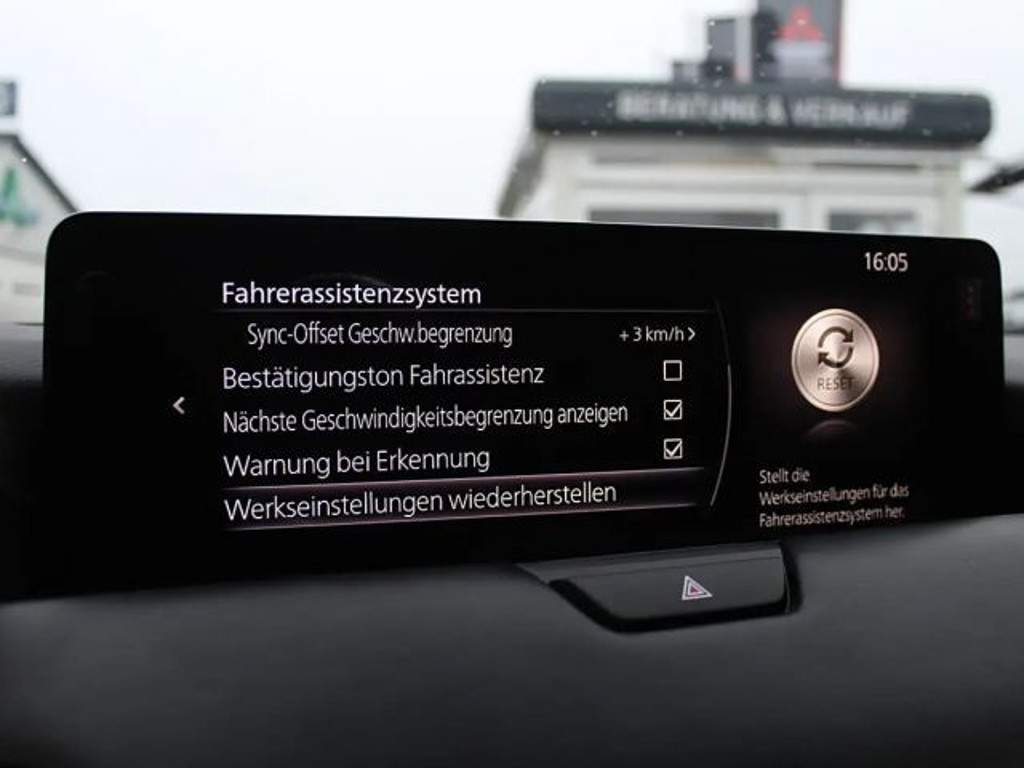 BERATUNG & VERKAUF
16:05
Fahrerassistenzsystem
Sync-Offset Geschw.begrenzung +3 km/h
Bestätigungston Fahrassistenz
Nächste Geschwindigkeitsbegrenzung anzeigen
Warnung bei Erkennung
Werkseinstellungen wiederherstellen
RESET
Stellt die
Werkseinstellungen für das
Fahrerassistenzsystem her.